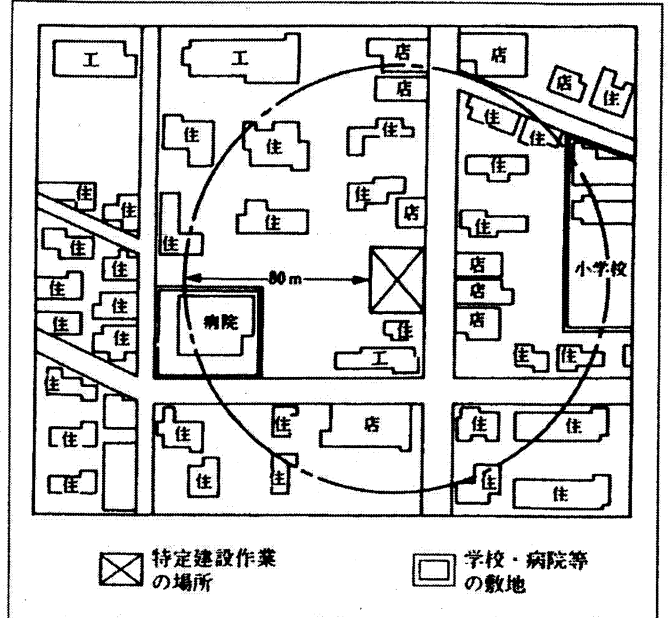 工 工 店 店
店 店 住
住 住 住 住 住
住 住
住 住 住 店 住
住 住 店 小学校
住 住 80m 店
住 住 病院 店
住 住 工 住 住
住 住 住 店 住 住
住 住 住 住
住 住
特定建設作業
の場所
学校・病院等
の敷地